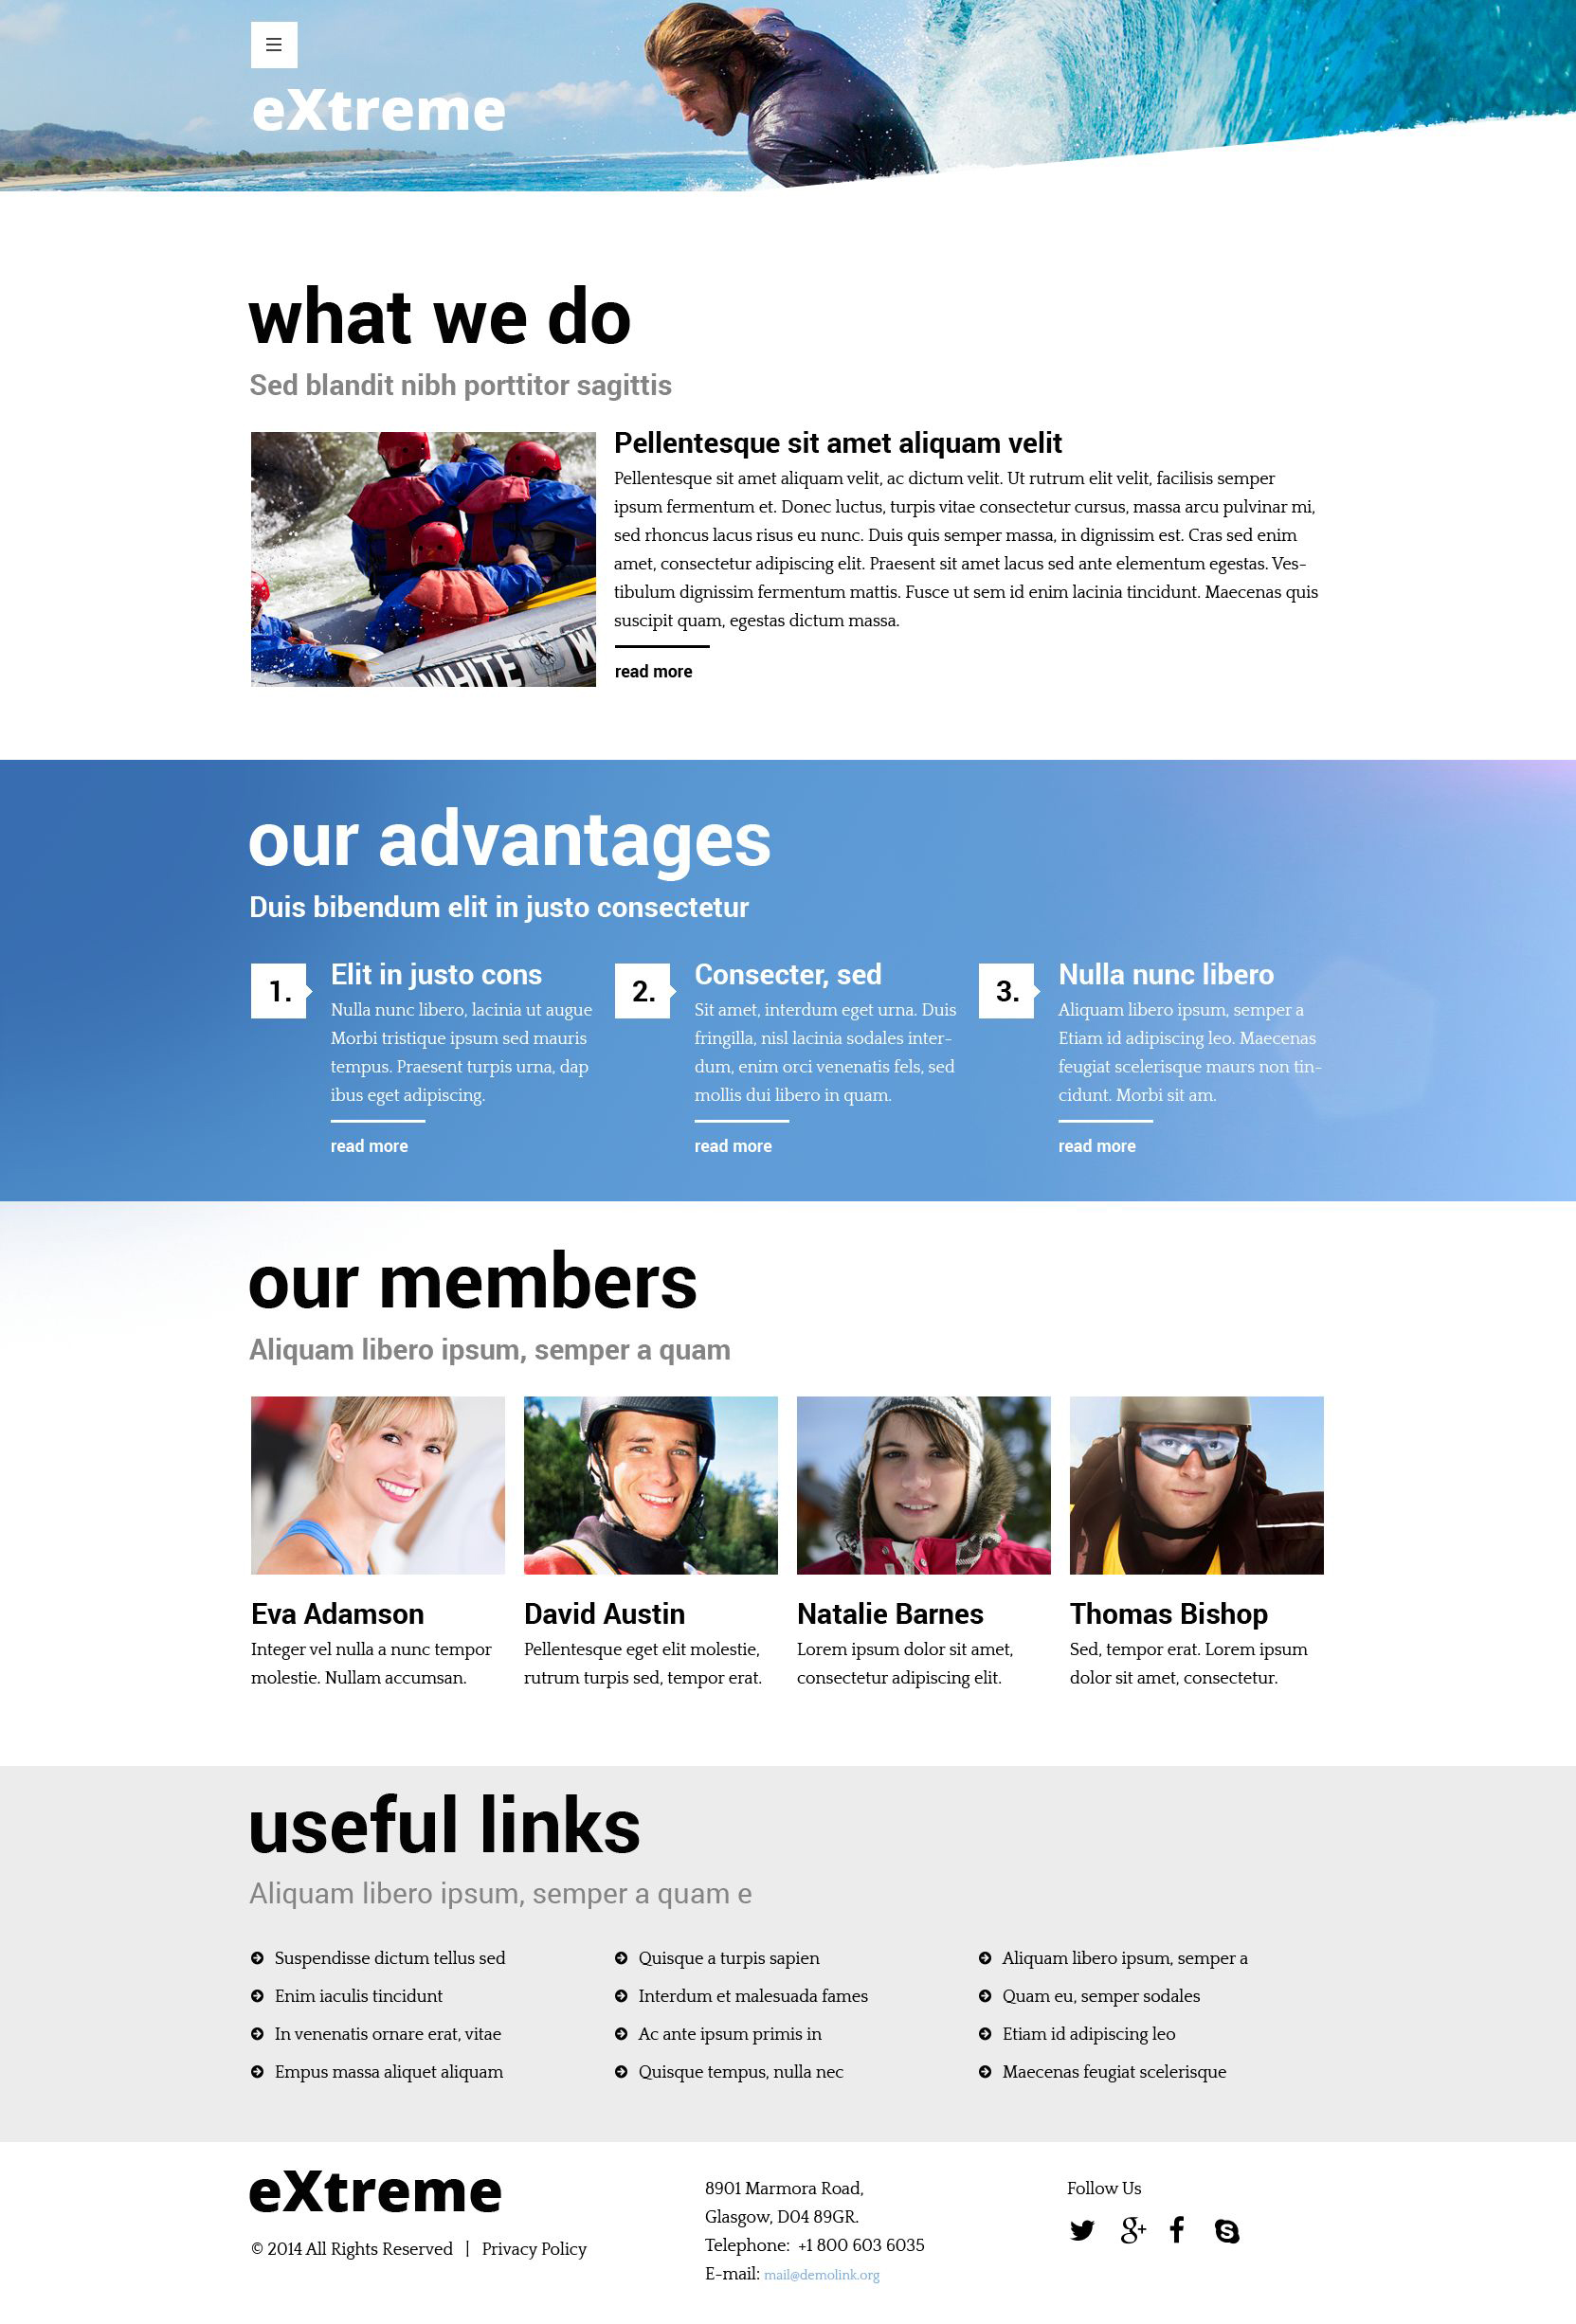 eXtreme
what we do
Sed blandit nibh porttitor sagittis
Pellentesque sit amet aliquam velit
Pellentesque sit amet aliquam velit, ac dictum velit. Ut rutrum elit velit, facilisis semper
ipsum fermentum et. Donec luctus, turpis vitae consectetur cursus, massa arcu pulvinar mi,
sed rhoncus lacus risus eu nunc. Duis quis semper massa, in dignissim est. Cras sed enim
amet, consectetur adipiscing elit. Praesent sit amet lacus sed ante elementum egestas. Ves-
tibulum dignissim fermentum mattis. Fusce ut sem id enim lacinia tincidunt. Maecenas quis
suscipit quam, egestas dictum massa.
read more
WHITE W
our advantages
Duis bibendum elit in justo consectetur
1.
Elit in justo cons
Nulla nunc libero, lacinia ut augue
Morbi tristique ipsum sed mauris
tempus. Praesent turpis urna, dap
ibus eget adipiscing.
read more
2.
Consecter, sed
Sit amet, interdum eget urna. Duis
fringilla, nisl lacinia sodales inter-
dum, enim orci venenatis fels, sed
mollis dui libero in quam.
read more
3.
Nulla nunc libero
Aliquam libero ipsum, semper a
Etiam id adipiscing leo. Maecenas
feugiat scelerisque maurs non tin-
cidunt. Morbi sit am.
read more
our members
Aliquam libero ipsum, semper a quam
Eva Adamson
Integer vel nulla a nunc tempor
molestie. Nullam accumsan.
David Austin
Pellentesque eget elit molestie,
rutrum turpis sed, tempor erat.
Natalie Barnes
Lorem ipsum dolor sit amet,
consectetur adipiscing elit.
Thomas Bishop
Sed, tempor erat. Lorem ipsum
dolor sit amet, consectetur.
useful links
Aliquam libero ipsum, semper a quam e
Suspendisse dictum tellus sed
Enim iaculis tincidunt
In venenatis ornare erat, vitae
Empus massa aliquet aliquam
Quisque a turpis sapien
Interdum et malesuada fames
Ac ante ipsum primis in
Quisque tempus, nulla nec
Aliquam libero ipsum, semper a
Quam eu, semper sodales
Etiam id adipiscing leo
Maecenas feugiat scelerisque
eXtreme
© 2014 All Rights Reserved | Privacy Policy
8901 Marmora Road,
Glasgow, D04 89GR.
Telephone: +1 800 603 6035
E-mail: mail@demolink.org
Follow Us